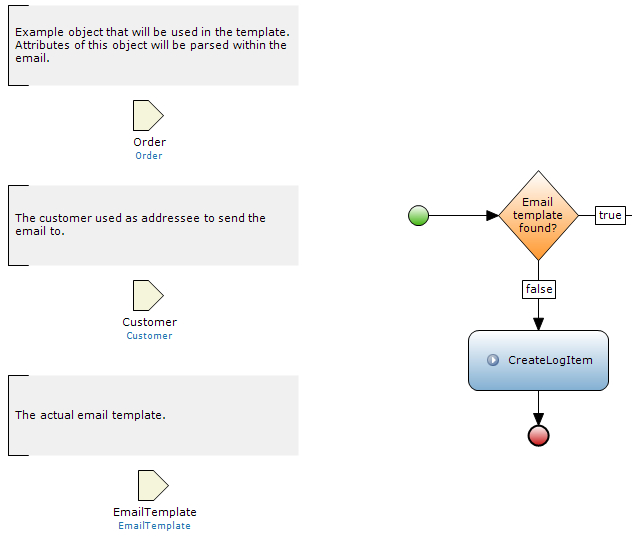 Example object that will be used in the template.
Attributes of this object will be parsed within the
email.
Order
Order
The customer used as addressee to send the
email to.
Customer
Customer
The actual email template.
EmailTemplate
EmailTemplate
Email
template
found?
true
false
CreateLogItem